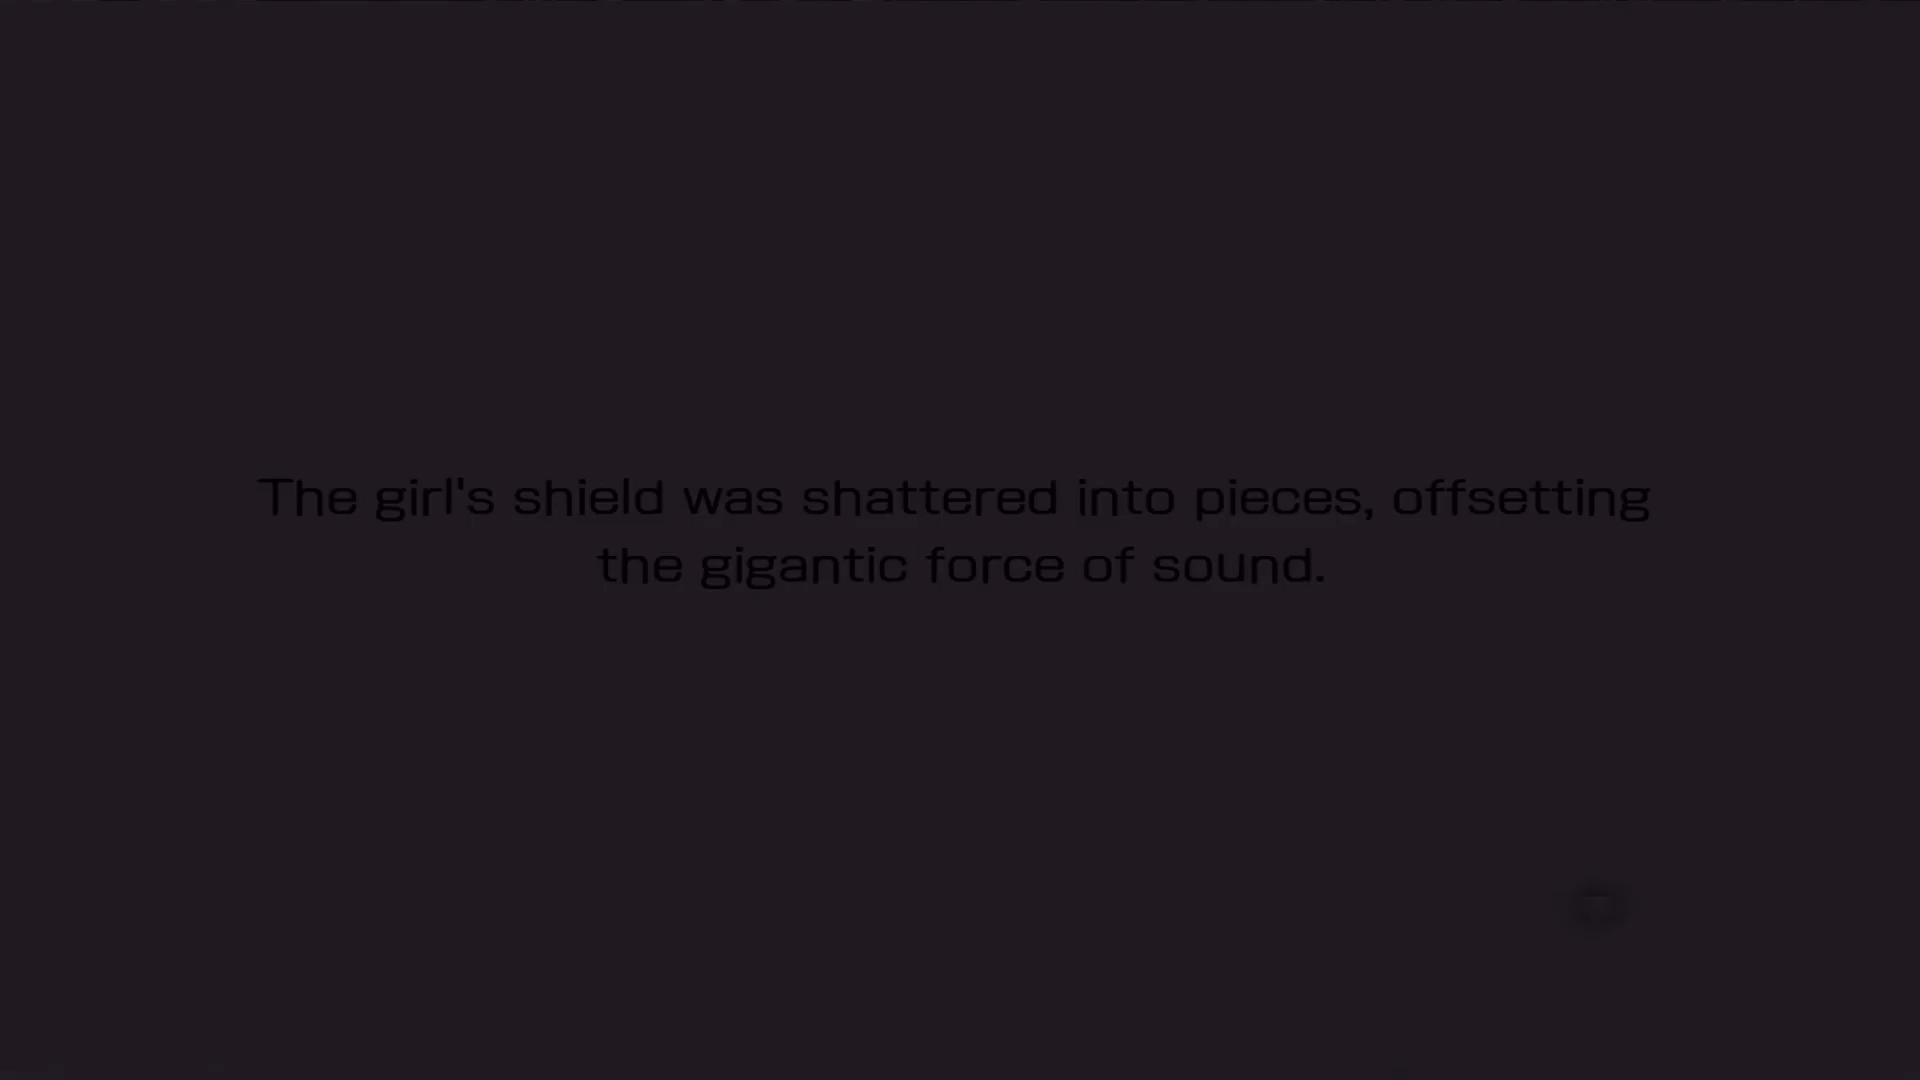 The girl's shield was shattered into pieces, offsetting
the gigantic force of sound.